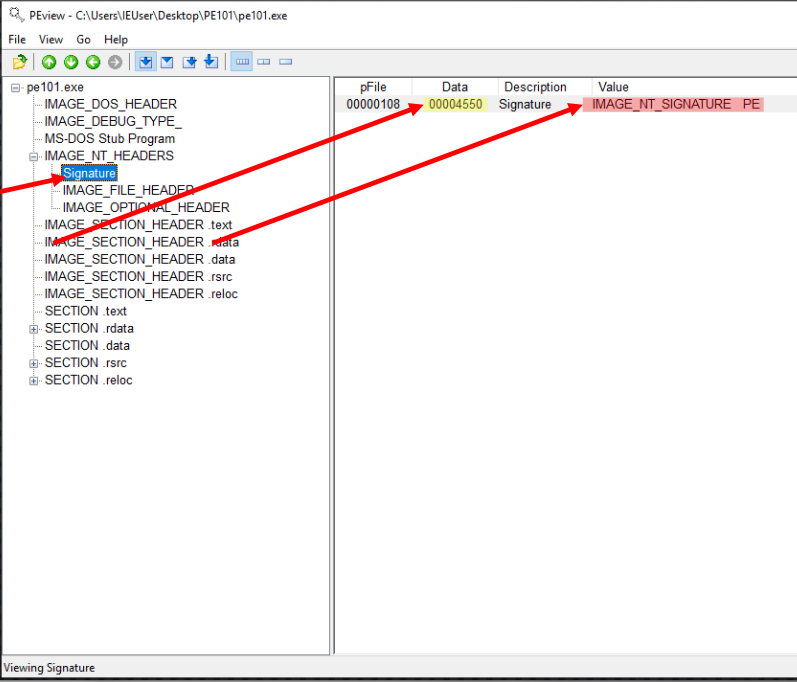 PEview - C:\Users\IEUser\Desktop\PE101\pe101.exe
File View Go Help
pe101.exe
IMAGE_DOS_HEADER
IMAGE_DEBUG_TYPE_
MS-DOS Stub Program
IMAGE_NT_HEADERS
Signature
IMAGE_FILE_HEADER
IMAGE_OPTIONAL_HEADER
IMAGE_SECTION_HEADER .text
IMAGE_SECTION_HEADER .rdata
IMAGE_SECTION_HEADER .data
IMAGE_SECTION_HEADER .rsrc
IMAGE_SECTION_HEADER .reloc
SECTION .text
SECTION .rdata
SECTION .data
SECTION .rsrc
SECTION .reloc
pFile Data Description Value
00000108 00004550 Signature IMAGE_NT_SIGNATURE PE
Viewing Signature